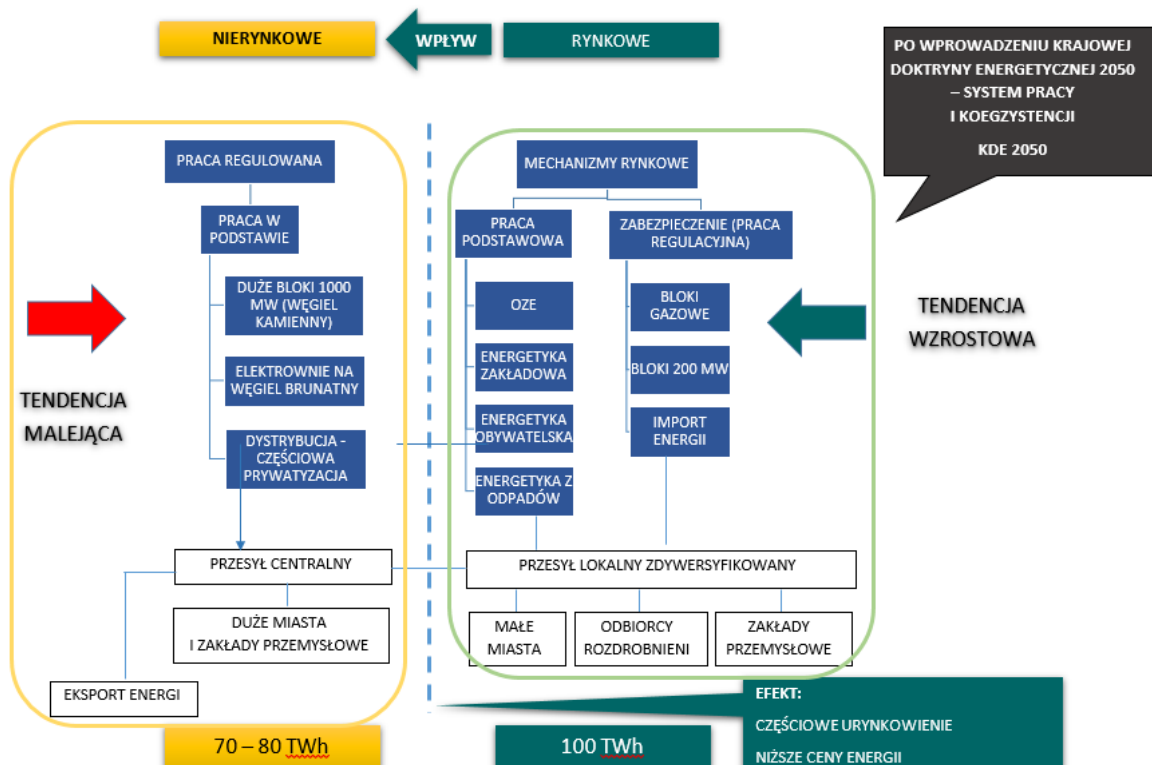 NIERYNKOWE
WPŁYW
RYNKOWE
PO WPROWADZENIU KRAJOWEJ
DOKTRYNY ENERGETYCZNEJ 2050
– SYSTEM PRACY
I KOEGZYSTENCJI
KDE 2050
PRACA REGULOWANA
PRACA W
PODSTAWIE
DUŻE BLOKI 1000
MW (WĘGIEL
KAMIENNY)
ELEKTROWNIE NA
WĘGIEL BRUNATNY
DYSTRYBUCJA -
CZĘŚCIOWA
PRYWATYZACJA
TENDENCJA
MALEJĄCA
PRZESYŁ CENTRALNY
DUŻE MIASTA
I ZAKŁADY PRZEMYSŁOWE
EKSPORT ENERGI
70 – 80 TWh
MECHANIZMY RYNKOWE
PRACA
PODSTAWOWA
OZE
ENERGETYKA
ZAKŁADOWA
ENERGETYKA
OBYWATELSKA
ENERGETYKA Z
ODPADÓW
ZABEZPIECZENIE (PRACA
REGULACYJNA)
BLOKI
GAZOWE
BLOKI 200 MW
IMPORT
ENERGII
TENDENCJA
WZROSTOWA
PRZESYŁ LOKALNY ZDYWERSYFIKOWANY
MAŁE
MIASTA
ODBIORCY
ROZDROBNIENI
ZAKŁADY
PRZEMYSŁOWE
100 TWh
EFEKT:
CZĘŚCIOWE URYNKOWIENIE
NIŻSZE CENY ENERGII